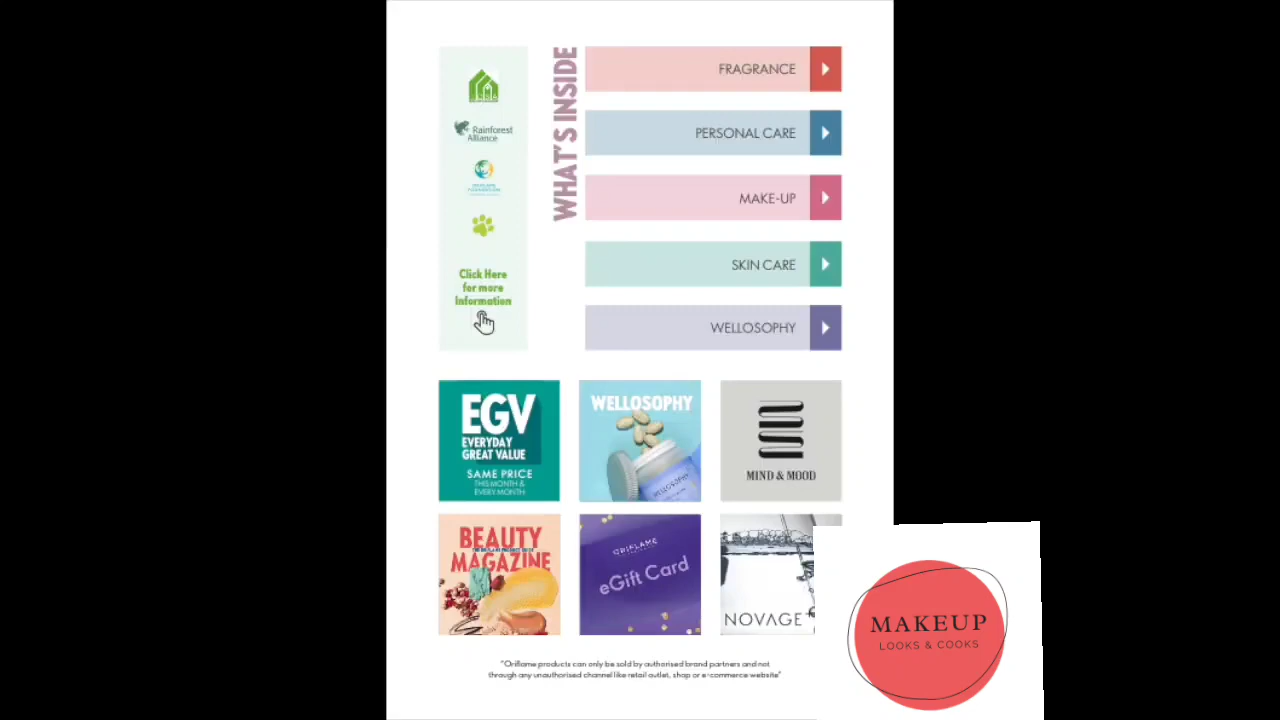 WHAT'S INSIDE
FRAGRANCE
PERSONAL CARE
MAKE-UP
SKIN CARE
WELLOSOPHY
Rainforest
Alliance
ORIFLAME
FOUNDATION
Click Here
for more
Information
EGV
EVERYDAY
GREAT VALUE
SAME PRICE
THIS MONTH &
EVERY MONTH
WELLOSOPHY
WELLOSOPHY
MIND & MOOD
BEAUTY
MAGAZINE
ORIFLAME
eGift Card
NOVAGE
MAKEUP
LOOKS & COOKS
"Oriflame products can only be sold by authorised brand partners and not
through any unauthorised channel like retail outlet, shop or e-commerce website"